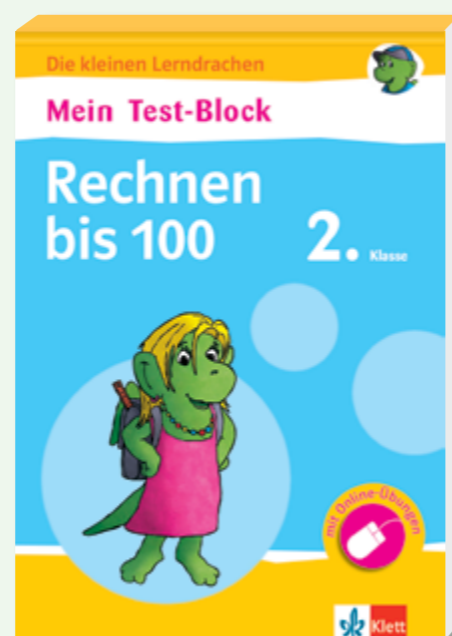 Die kleinen Lerndrachen
Mein Test-Block
Rechnen
bis 100
2. Klasse
mit Online-Übungen
Klett